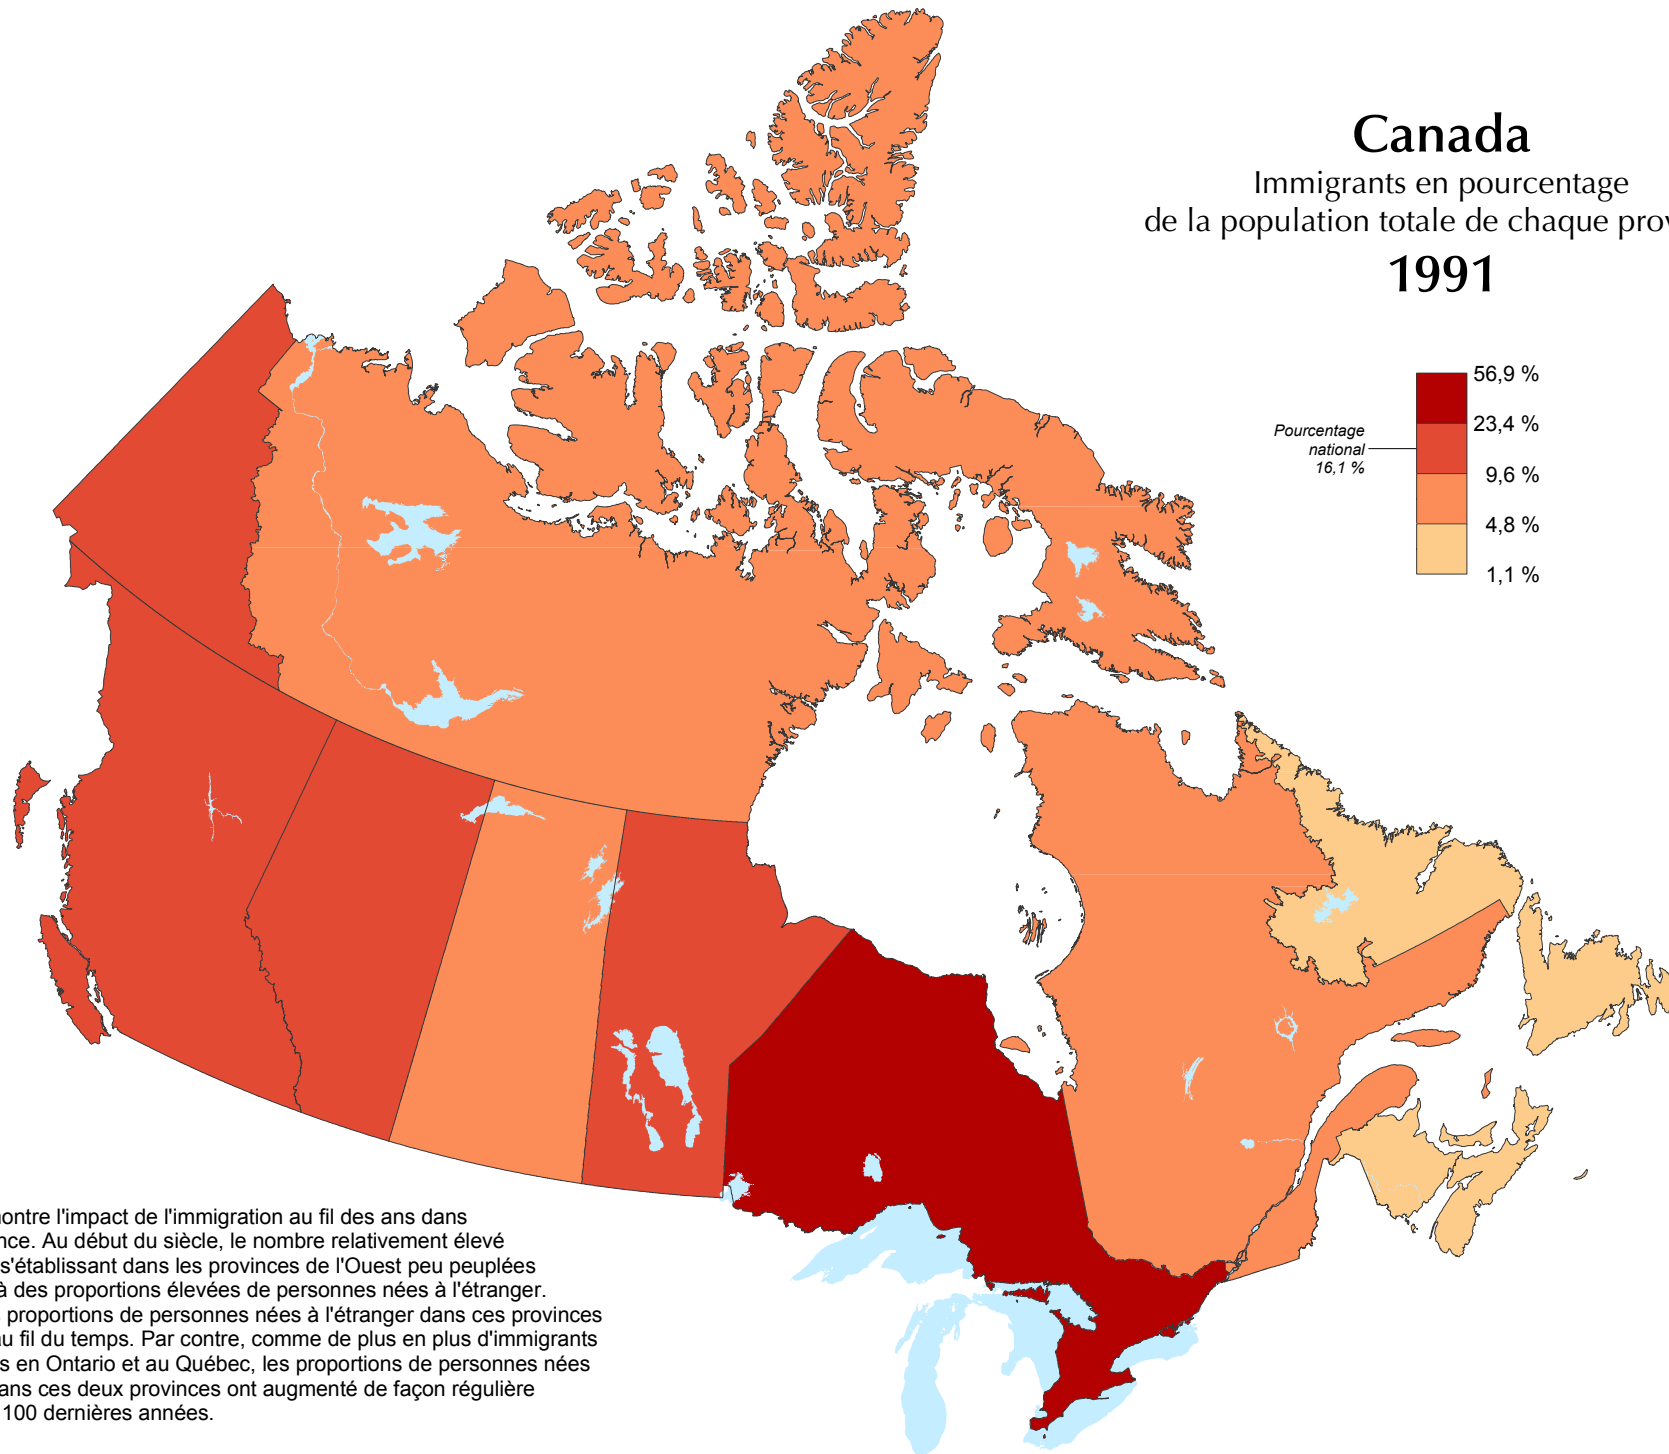 Canada
Immigrants en pourcentage
de la population totale de chaque prov
1991
56,9 %
23,4 %
Pourcentage
national
16,1 %
9,6 %
4,8 %
1,1 %
ontre l'impact de l'immigration au fil des ans dans
nce. Au début du siècle, le nombre relativement élevé
s'établissant dans les provinces de l'Ouest peu peuplées
à des proportions élevées de personnes nées à l'étranger.
proportions de personnes nées à l'étranger dans ces provinces
au fil du temps. Par contre, comme de plus en plus d'immigrants
s en Ontario et au Québec, les proportions de personnes nées
ans ces deux provinces ont augmenté de façon régulière
100 dernières années.